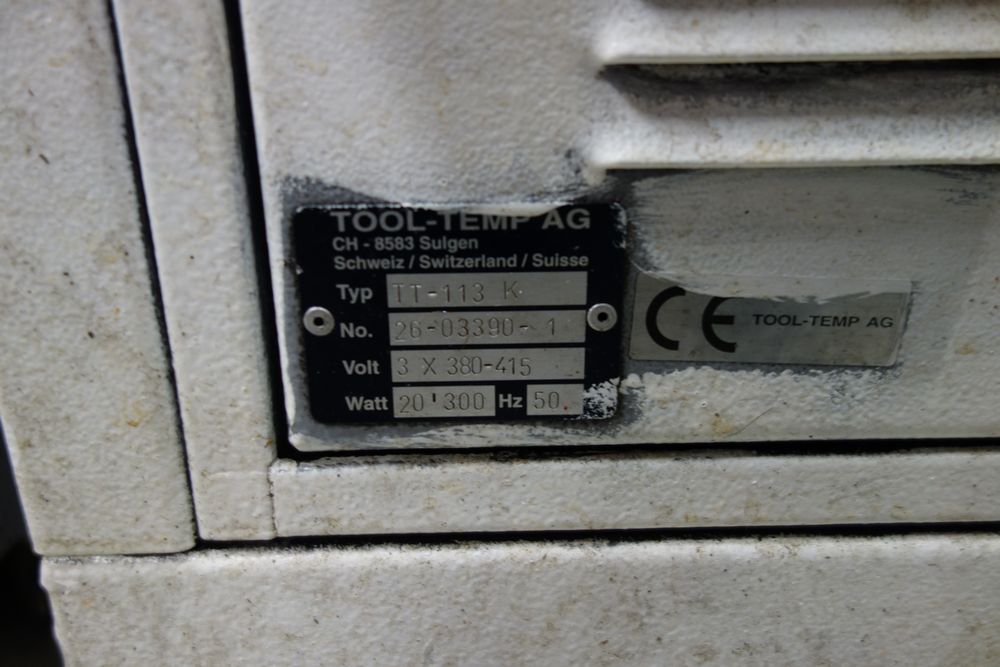 TOOL-TEMP AG
CH - 8583 Sulgen
Schweiz / Switzerland / Suisse
Typ TT-113 K
No. 26-03390-1
Volt 3 X 380-415
Watt 20'300 Hz 50
CE TOOL-TEMP AG